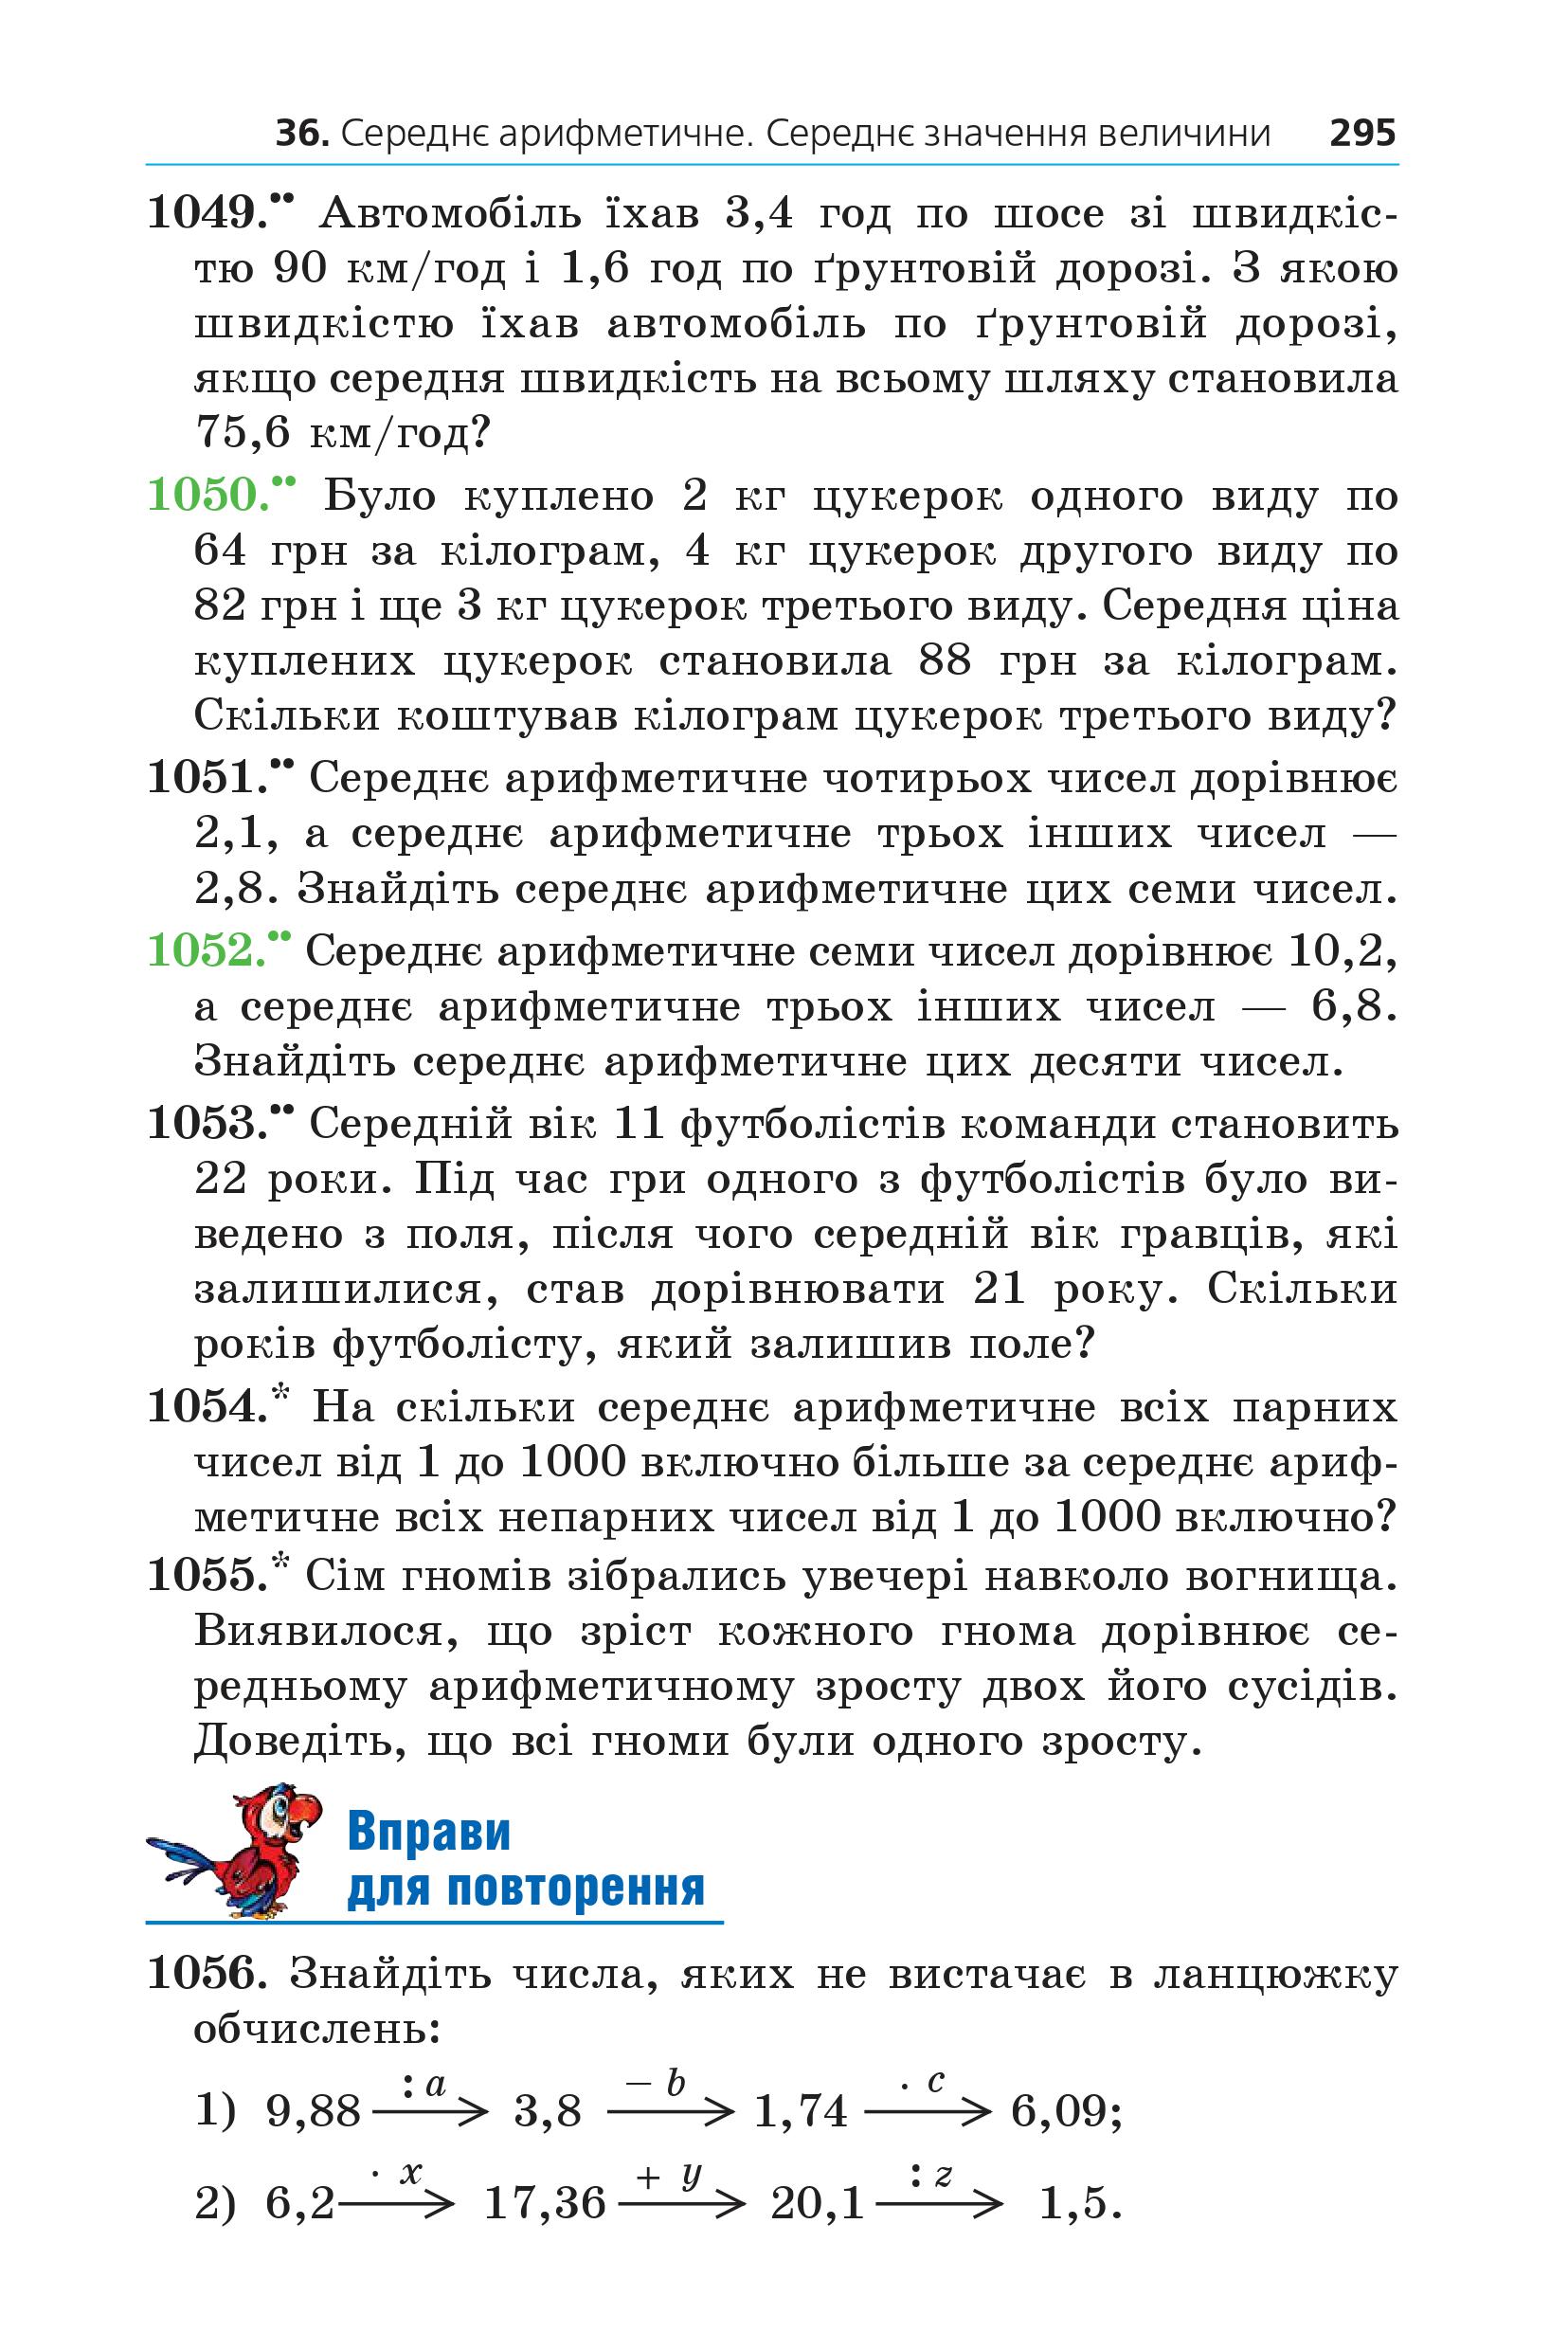 36. Середнє арифметичне. Середнє значення величини 295
1049.•• Автомобіль їхав 3,4 год по шосе зі швидкіс-
тю 90 км/год і 1,6 год по ґрунтовій дорозі. З якою
швидкістю їхав автомобіль по ґрунтовій дорозі,
якщо середня швидкість на всьому шляху становила
75,6 км/год?
1050.•• Було куплено 2 кг цукерок одного виду по
64 грн за кілограм, 4 кг цукерок другого виду по
82 грн і ще 3 кг цукерок третього виду. Середня ціна
куплених цукерок становила 88 грн за кілограм.
Скільки коштував кілограм цукерок третього виду?
1051.•• Середнє арифметичне чотирьох чисел дорівнює
2,1, а середнє арифметичне трьох інших чисел —
2,8. Знайдіть середнє арифметичне цих семи чисел.
1052.•• Середнє арифметичне семи чисел дорівнює 10,2,
а середнє арифметичне трьох інших чисел — 6,8.
Знайдіть середнє арифметичне цих десяти чисел.
1053.•• Середній вік 11 футболістів команди становить
22 роки. Під час гри одного з футболістів було ви-
ведено з поля, після чого середній вік гравців, які
залишилися, став дорівнювати 21 року. Скільки
років футболісту, який залишив поле?
1054.* На скільки середнє арифметичне всіх парних
чисел від 1 до 1000 включно більше за середнє ариф-
метичне всіх непарних чисел від 1 до 1000 включно?
1055.* Сім гномів зібрались увечері навколо вогнища.
Виявилося, що зріст кожного гнома дорівнює се-
редньому арифметичному зросту двох його сусідів.
Доведіть, що всі гноми були одного зросту.
Вправи
для повторення
1056. Знайдіть числа, яких не вистачає в ланцюжку
обчислень:
: a – b · c
1) 9,88 → 3,8 → 1,74 → 6,09;
· x + y : z
2) 6,2 → 17,36 → 20,1 → 1,5.